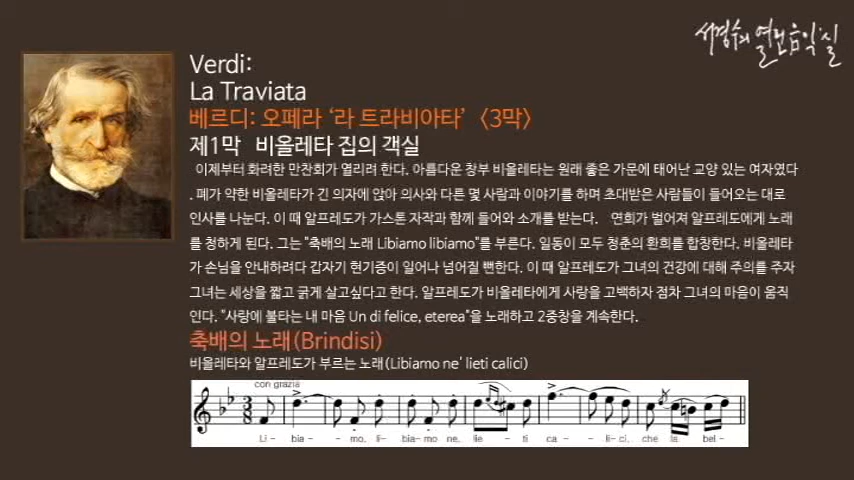 서경수의 열린음악실
Verdi:
La Traviata
베르디: 오페라 ‘라 트라비아타’ <3막>
제1막 비올레타 집의 객실
이제부터 화려한 만찬회가 열리려 한다. 아름다운 창부 비올레타는 원래 좋은 가문에 태어난 교양 있는 여자였다
. 폐가 약한 비올레타가 긴 의자에 앉아 의사와 다른 몇 사람과 이야기를 하며 초대받은 사람들이 들어오는 대로
인사를 나눈다. 이 때 알프레도가 가스톤 자작과 함께 들어와 소개를 받는다. 연회가 벌어져 알프레도에게 노래
를 청하게 된다. 그는 "축배의 노래 Libiamo libiamo"를 부른다. 일동이 모두 청춘의 환희를 합창한다. 비올레타
가 손님을 안내하려다 갑자기 현기증이 일어나 넘어질 뻔한다. 이 때 알프레도가 그녀의 건강에 대해 주의를 주자
그녀는 세상을 짧고 굵게 살고싶다고 한다. 알프레도가 비올레타에게 사랑을 고백하자 점차 그녀의 마음이 움직
인다. "사랑에 불타는 내 마음 Un di felice, eterea"을 노래하고 2중창을 계속한다.
축배의 노래(Brindisi)
비올레타와 알프레도가 부르는 노래(Libiamo ne' lieti calici)
con grazia
3
8
Li- bia- mo, li- bia-mo ne, lie- ti ca- li-ci, che la bel-